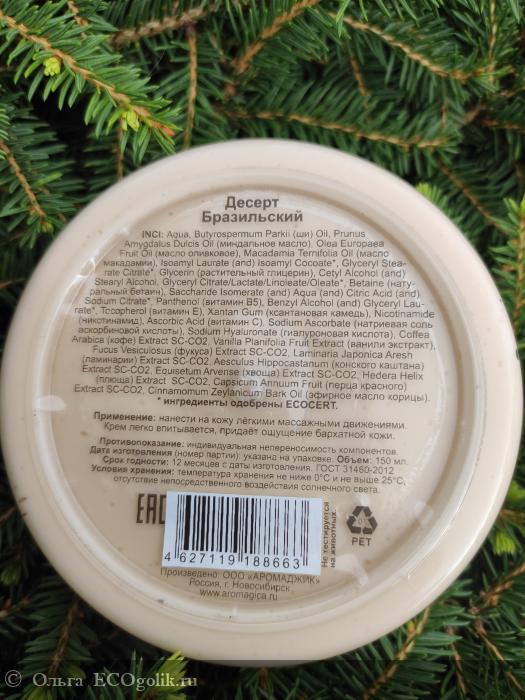 Десерт
Бразильский
INCI: Aqua, Butyrospermum Parkii (ши) Oil, Prunus
Amygdalus Dulcis Oil (миндальное масло), Olea Europaea
Fruit Oil (масло оливковое), Macadamia Ternifolia Oil (масло
макадамии), Isoamyl Laurate (and) Isoamyl Cocoate*, Glyceryl Stea-
rate Citrate*, Glycerin (растительный глицерин), Cetyl Alcohol (and)
Stearyl Alcohol, Glyceryl Citrate/Lactate/Linoleate/Oleate*, Betaine (нату-
ральный бетаин), Saccharide Isomerate (and) Aqua (and) Citric Acid (and)
Sodium Citrate*, Panthenol (витамин B5), Benzyl Alcohol (and) Glyceryl Lau-
rate*, Tocopherol (витамин E), Xantan Gum (ксантановая камедь), Nicotinamide
(никотинамид), Ascorbic Acid (витамин C), Sodium Ascorbate (натриевая соль
аскорбиновой кислоты), Sodium Hyaluronate (гиалуроновая кислота), Coffea
Arabica (кофе) Extract SC-CO2, Vanilla Planifolia Fruit Extract (ванили экстракт),
Fucus Vesiculosus (фукуса) Extract SC-CO2, Laminaria Japonica Aresh
(ламинарии) Extract SC-CO2, Aesculus Hippocastanum (конского каштана)
Extract SC-CO2, Equisetum Arvense (хвоща) Extract SC-CO2, Hedera Helix
(плюща) Extract SC-CO2, Capsicum Annuum Fruit (перца красного)
Extract SC-CO2, Cinnamomum Zeylanicum Bark Oil (эфирное масло корицы).
* ингредиенты одобрены ECOCERT.
Применение: нанести на кожу лёгкими массажными движениями.
Крем легко впитывается, придаёт ощущение бархатной кожи.
Противопоказание: индивидуальная непереносимость компонентов.
Дата изготовления (номер партии): указана на упаковке. Объем: 150 мл.
Срок годности: 12 месяцев с даты изготовления. ГОСТ 31460-2012
Условия хранения: температура хранения не ниже 0°C и не выше 25°C,
отсутствие непосредственного воздействия солнечного света.
EAC
4 627119 188663
Не тестируется
на животных.
01
PET
Произведено: ООО «АРОМАДЖИК»
Россия, г. Новосибирск
www.aromagica.ru
© Ольга ECOgolik.ru